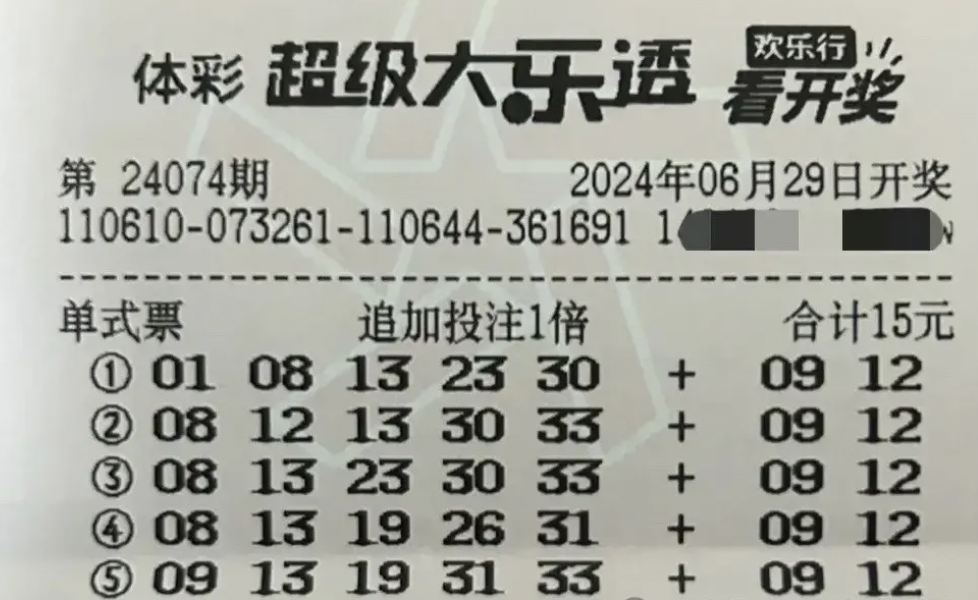 体彩 超级大乐透 欢乐行 看开奖
第 24074期 2024年06月29日开奖
110610-073261-110644-361691 1
单式票 追加投注1倍 合计15元
① 01 08 13 23 30 + 09 12
② 08 12 13 30 33 + 09 12
③ 08 13 23 30 33 + 09 12
④ 08 13 19 26 31 + 09 12
⑤ 09 13 19 31 33 + 09 12